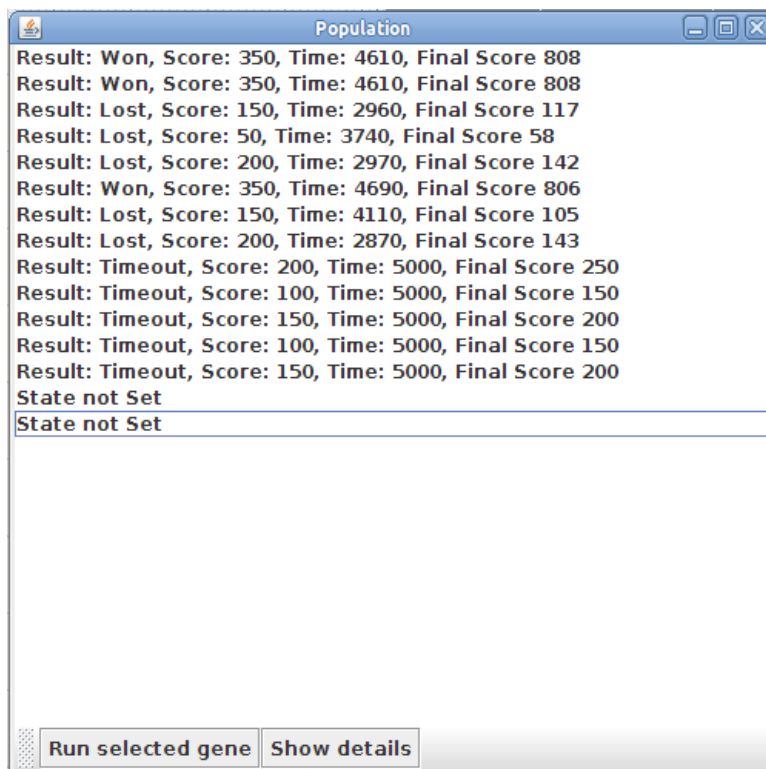 Population
Result: Won, Score: 350, Time: 4610, Final Score 808
Result: Won, Score: 350, Time: 4610, Final Score 808
Result: Lost, Score: 150, Time: 2960, Final Score 117
Result: Lost, Score: 50, Time: 3740, Final Score 58
Result: Lost, Score: 200, Time: 2970, Final Score 142
Result: Won, Score: 350, Time: 4690, Final Score 806
Result: Lost, Score: 150, Time: 4110, Final Score 105
Result: Lost, Score: 200, Time: 2870, Final Score 143
Result: Timeout, Score: 200, Time: 5000, Final Score 250
Result: Timeout, Score: 100, Time: 5000, Final Score 150
Result: Timeout, Score: 150, Time: 5000, Final Score 200
Result: Timeout, Score: 100, Time: 5000, Final Score 150
Result: Timeout, Score: 150, Time: 5000, Final Score 200
State not Set
State not Set
Run selected gene Show details